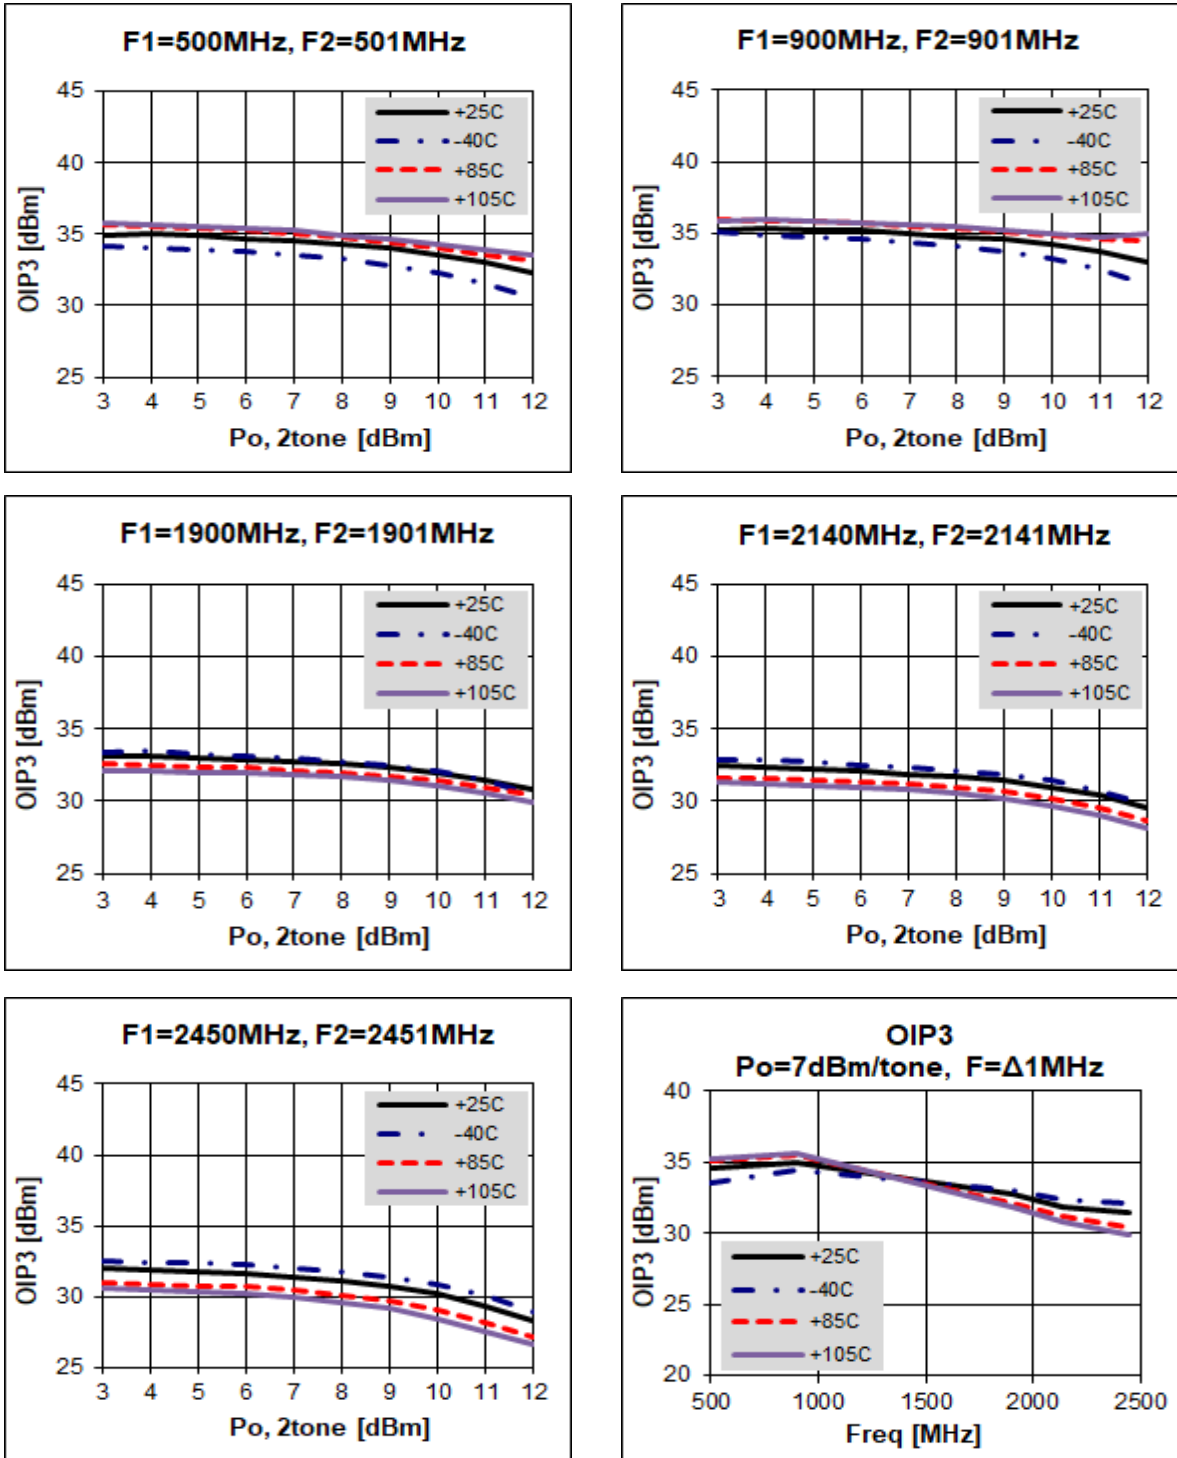 F1=500MHz, F2=501MHz
45
40
35
30
25
OIP3 [dBm]
+25C
-40C
+85C
+105C
3 4 5 6 7 8 9 10 11 12
Po, 2tone [dBm]
F1=900MHz, F2=901MHz
45
40
35
30
25
OIP3 [dBm]
+25C
-40C
+85C
+105C
3 4 5 6 7 8 9 10 11 12
Po, 2tone [dBm]
F1=1900MHz, F2=1901MHz
45
40
35
30
25
OIP3 [dBm]
+25C
-40C
+85C
+105C
3 4 5 6 7 8 9 10 11 12
Po, 2tone [dBm]
F1=2140MHz, F2=2141MHz
45
40
35
30
25
OIP3 [dBm]
+25C
-40C
+85C
+105C
3 4 5 6 7 8 9 10 11 12
Po, 2tone [dBm]
F1=2450MHz, F2=2451MHz
45
40
35
30
25
OIP3 [dBm]
+25C
-40C
+85C
+105C
3 4 5 6 7 8 9 10 11 12
Po, 2tone [dBm]
OIP3
Po=7dBm/tone, F=Δ1MHz
40
35
30
25
20
OIP3 [dBm]
+25C
-40C
+85C
+105C
500 1000 1500 2000 2500
Freq [MHz]